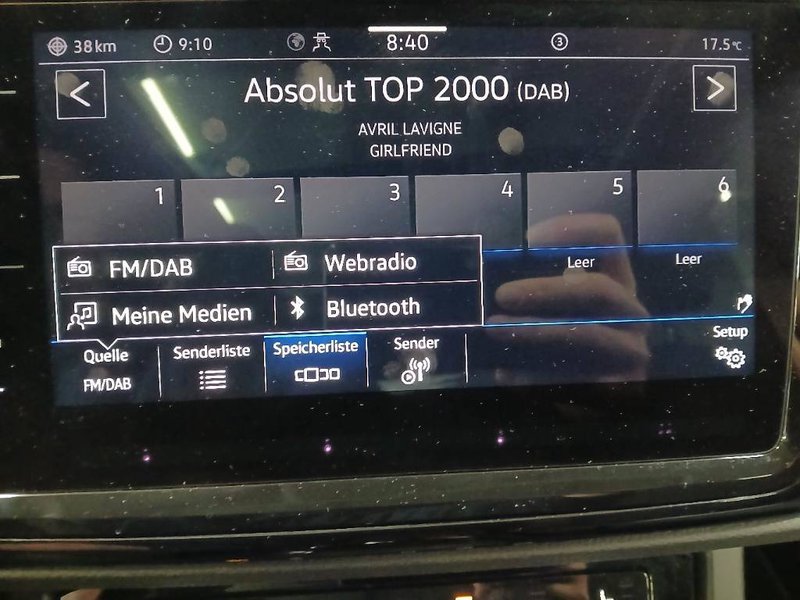 38km 9:10 8:40 3 17.5°C
Absolut TOP 2000 (DAB)
AVRIL LAVIGNE
GIRLFRIEND
1 2 3 4 5 6
Leer Leer
FM/DAB Webradio
Meine Medien Bluetooth
Quelle Senderliste Speicherliste Sender Setup
FM/DAB